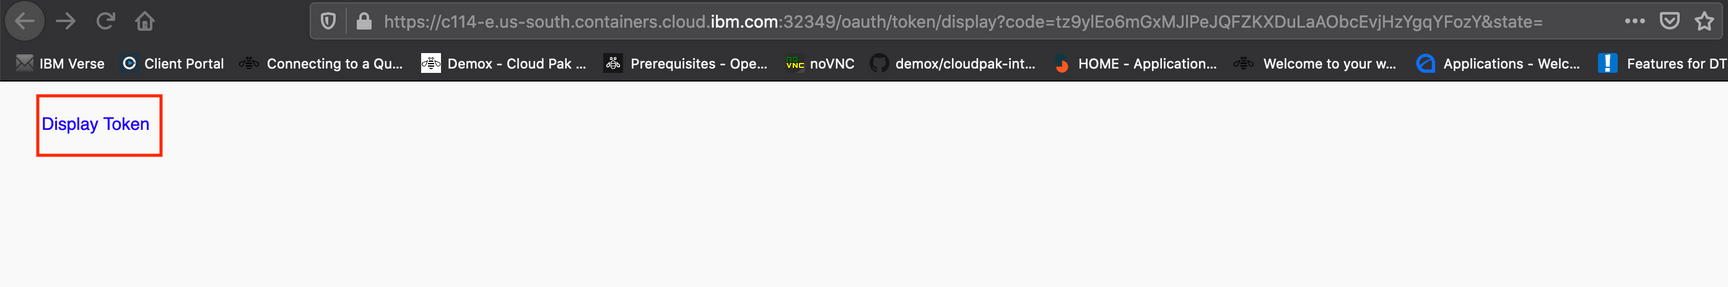 https://c114-e.us-south.containers.cloud.ibm.com:32349/oauth/token/display?code=tz9ylEo6mGxMJlPeJQFZKXDuLaAObcEvjHzYgqYFozY&state=
IBM Verse Client Portal Connecting to a Qu... Demox - Cloud Pak ... Prerequisites - Ope... noVNC demox/cloudpak-int... HOME - Application... Welcome to your w... Applications - Welc... Features for DT
Display Token